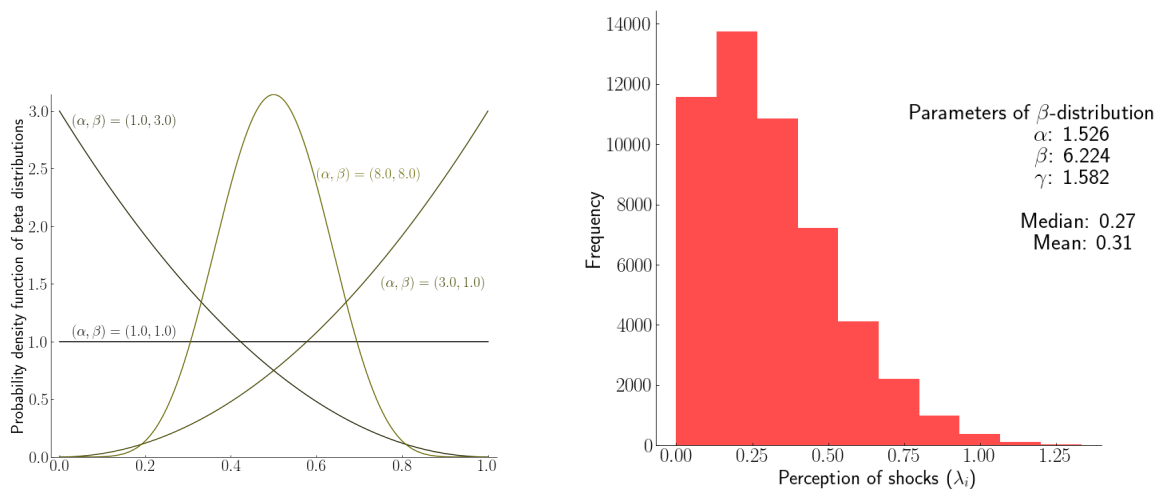 Probability density function of beta distributions
3.0
2.5
2.0
1.5
1.0
0.5
0.0
(α, β) = (1.0, 3.0)
(α, β) = (8.0, 8.0)
(α, β) = (3.0, 1.0)
(α, β) = (1.0, 1.0)
0.0 0.2 0.4 0.6 0.8 1.0
Frequency
14000
12000
10000
8000
6000
4000
2000
0
Parameters of β-distribution
α: 1.526
β: 6.224
γ: 1.582
Median: 0.27
Mean: 0.31
0.00 0.25 0.50 0.75 1.00 1.25
Perception of shocks (λᵢ)